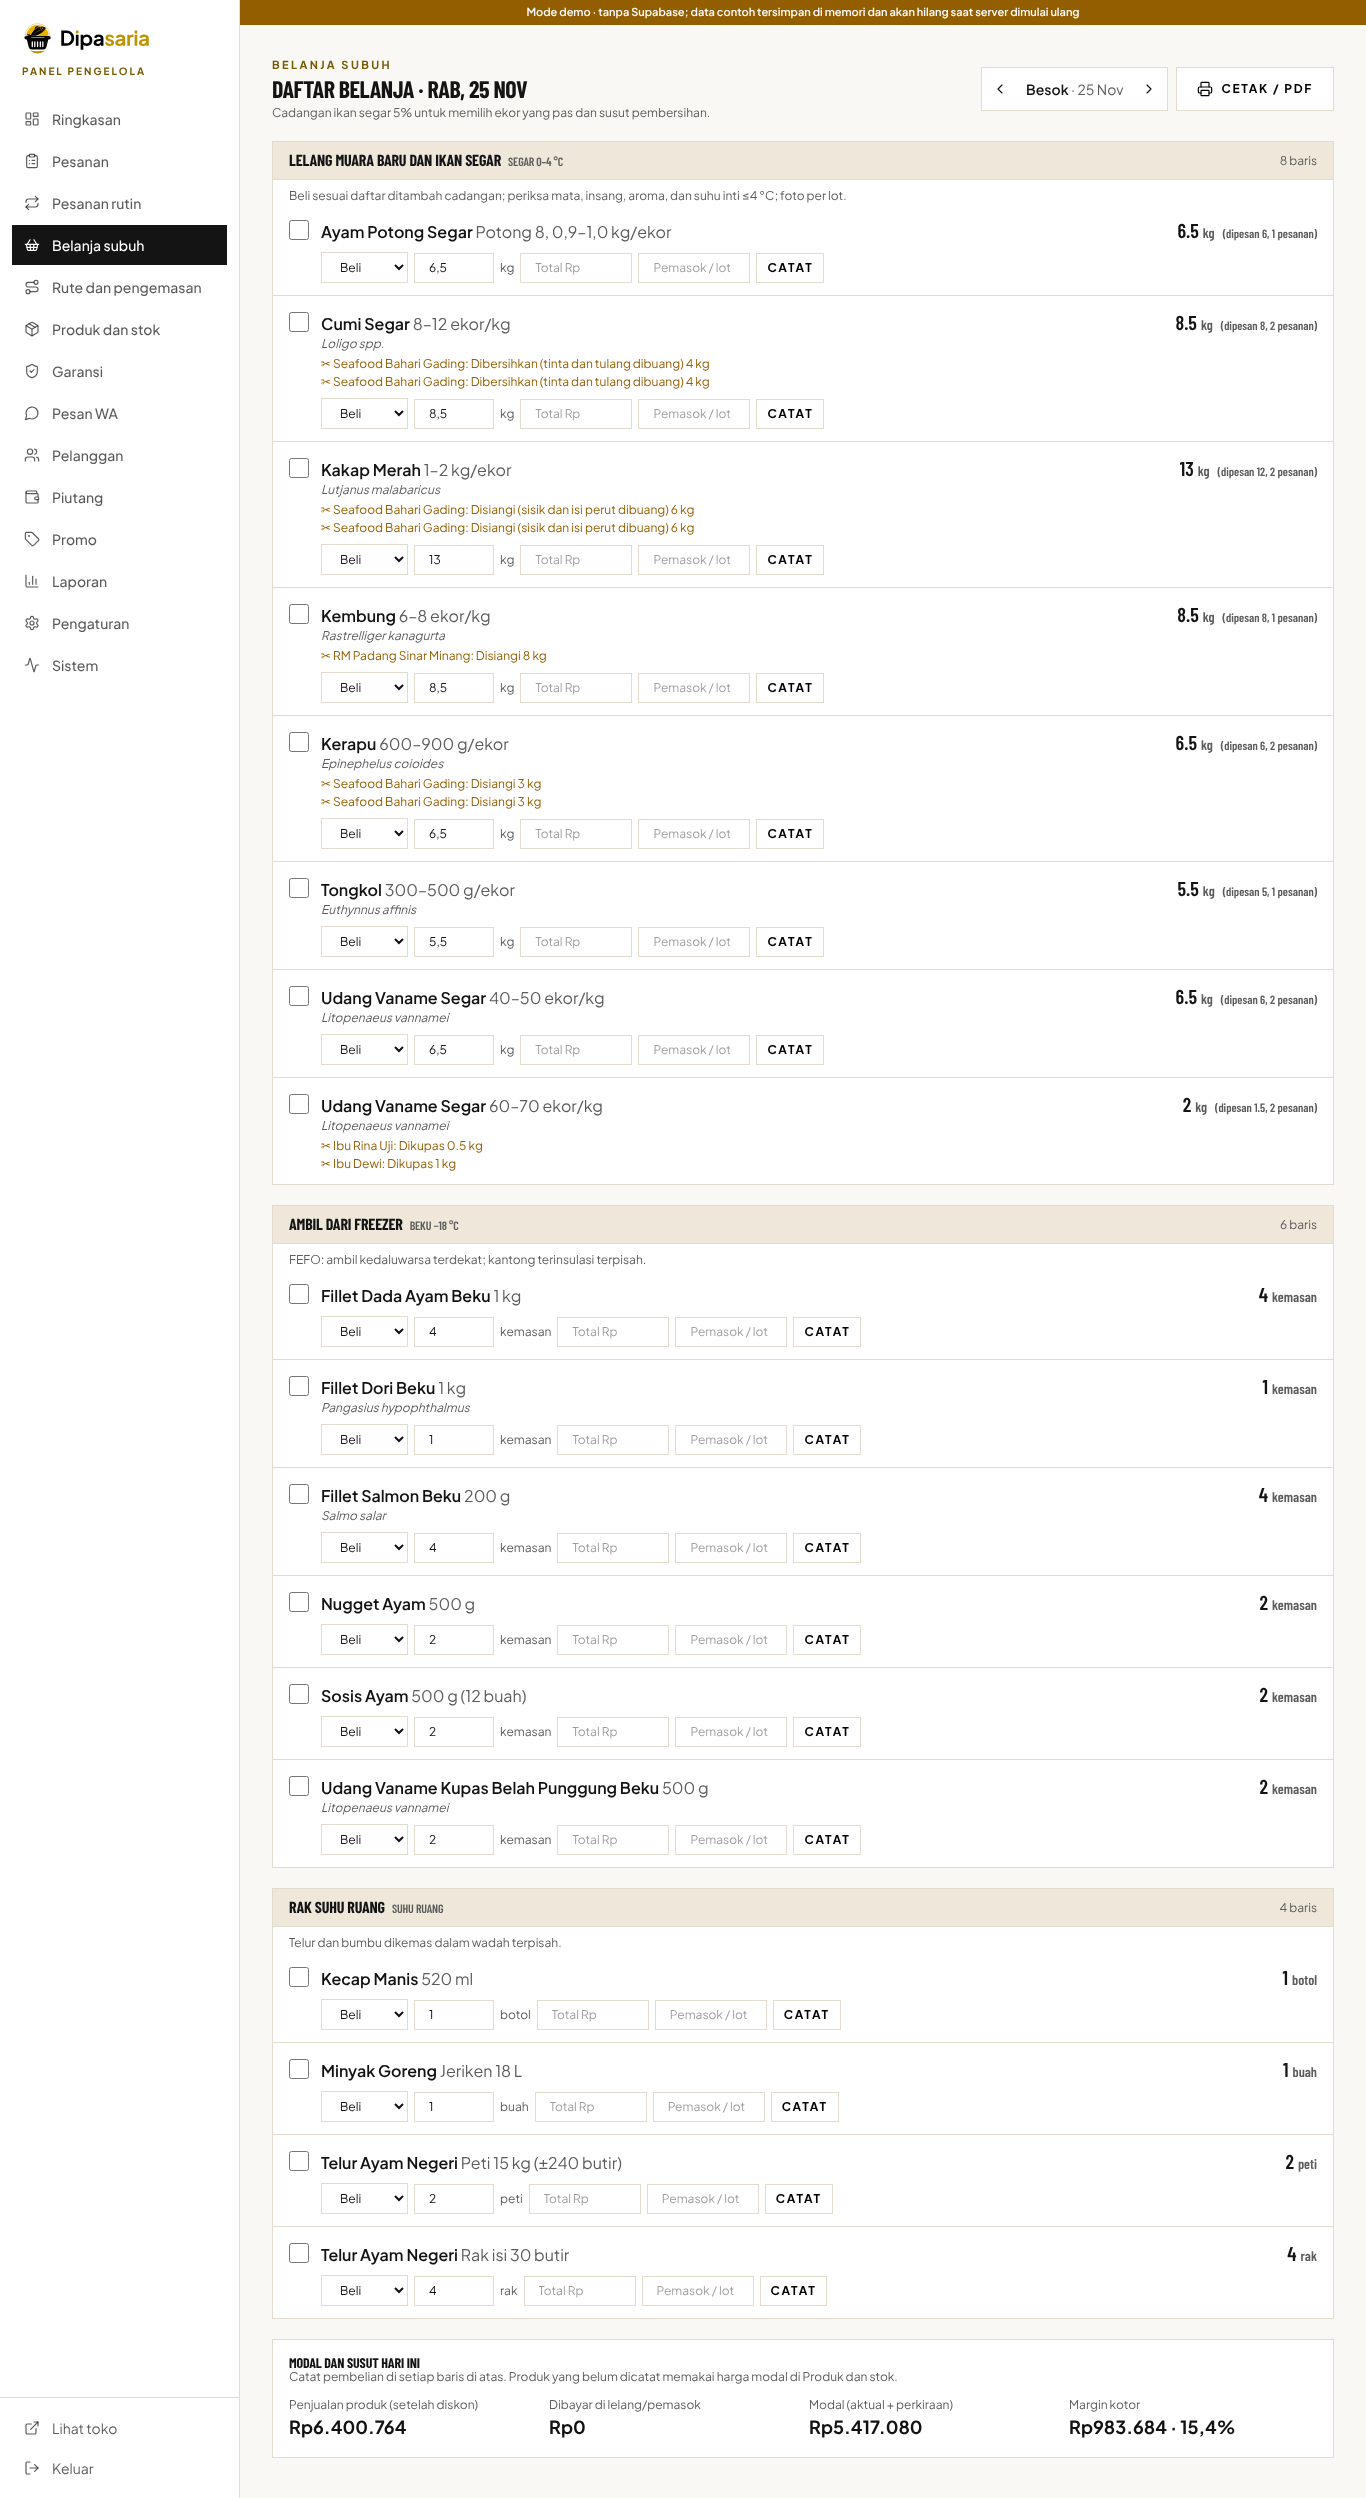 Mode demo · tanpa Supabase; data contoh tersimpan di memori dan akan hilang saat server dimulai ulang
Dipasaria
PANEL PENGELOLA
Ringkasan
Pesanan
Pesanan rutin
Belanja subuh
Rute dan pengemasan
Produk dan stok
Garansi
Pesan WA
Pelanggan
Piutang
Promo
Laporan
Pengaturan
Sistem
Lihat toko
Keluar
BELANJA SUBUH
DAFTAR BELANJA · RAB, 25 NOV
Cadangan ikan segar 5% untuk memilih ekor yang pas dan susut pembersihan.
Besok · 25 Nov
CETAK / PDF
LELANG MUARA BARU DAN IKAN SEGAR SEGAR 0–4 °C 8 baris
Beli sesuai daftar ditambah cadangan; periksa mata, insang, aroma, dan suhu inti ≤4 °C; foto per lot.
Ayam Potong Segar Potong 8, 0,9–1,0 kg/ekor 6.5 kg (dipesan 6, 1 pesanan)
Beli 6,5 kg Total Rp Pemasok / lot CATAT
Cumi Segar 8–12 ekor/kg 8.5 kg (dipesan 8, 2 pesanan)
Loligo spp.
✂ Seafood Bahari Gading: Dibersihkan (tinta dan tulang dibuang) 4 kg
✂ Seafood Bahari Gading: Dibersihkan (tinta dan tulang dibuang) 4 kg
Beli 8,5 kg Total Rp Pemasok / lot CATAT
Kakap Merah 1–2 kg/ekor 13 kg (dipesan 12, 2 pesanan)
Lutjanus malabaricus
✂ Seafood Bahari Gading: Disiangi (sisik dan isi perut dibuang) 6 kg
✂ Seafood Bahari Gading: Disiangi (sisik dan isi perut dibuang) 6 kg
Beli 13 kg Total Rp Pemasok / lot CATAT
Kembung 6–8 ekor/kg 8.5 kg (dipesan 8, 1 pesanan)
Rastrelliger kanagurta
✂ RM Padang Sinar Minang: Disiangi 8 kg
Beli 8,5 kg Total Rp Pemasok / lot CATAT
Kerapu 600–900 g/ekor 6.5 kg (dipesan 6, 2 pesanan)
Epinephelus coioides
✂ Seafood Bahari Gading: Disiangi 3 kg
✂ Seafood Bahari Gading: Disiangi 3 kg
Beli 6,5 kg Total Rp Pemasok / lot CATAT
Tongkol 300–500 g/ekor 5.5 kg (dipesan 5, 1 pesanan)
Euthynnus affinis
Beli 5,5 kg Total Rp Pemasok / lot CATAT
Udang Vaname Segar 40–50 ekor/kg 6.5 kg (dipesan 6, 2 pesanan)
Litopenaeus vannamei
Beli 6,5 kg Total Rp Pemasok / lot CATAT
Udang Vaname Segar 60–70 ekor/kg 2 kg (dipesan 1.5, 2 pesanan)
Litopenaeus vannamei
✂ Ibu Rina Uji: Dikupas 0.5 kg
✂ Ibu Dewi: Dikupas 1 kg
AMBIL DARI FREEZER BEKU −18 °C 6 baris
FEFO: ambil kedaluwarsa terdekat; kantong terinsulasi terpisah.
Fillet Dada Ayam Beku 1 kg 4 kemasan
Beli 4 kemasan Total Rp Pemasok / lot CATAT
Fillet Dori Beku 1 kg 1 kemasan
Pangasius hypophthalmus
Beli 1 kemasan Total Rp Pemasok / lot CATAT
Fillet Salmon Beku 200 g 4 kemasan
Salmo salar
Beli 4 kemasan Total Rp Pemasok / lot CATAT
Nugget Ayam 500 g 2 kemasan
Beli 2 kemasan Total Rp Pemasok / lot CATAT
Sosis Ayam 500 g (12 buah) 2 kemasan
Beli 2 kemasan Total Rp Pemasok / lot CATAT
Udang Vaname Kupas Belah Punggung Beku 500 g 2 kemasan
Litopenaeus vannamei
Beli 2 kemasan Total Rp Pemasok / lot CATAT
RAK SUHU RUANG SUHU RUANG 4 baris
Telur dan bumbu dikemas dalam wadah terpisah.
Kecap Manis 520 ml 1 botol
Beli 1 botol Total Rp Pemasok / lot CATAT
Minyak Goreng Jeriken 18 L 1 buah
Beli 1 buah Total Rp Pemasok / lot CATAT
Telur Ayam Negeri Peti 15 kg (±240 butir) 2 peti
Beli 2 peti Total Rp Pemasok / lot CATAT
Telur Ayam Negeri Rak isi 30 butir 4 rak
Beli 4 rak Total Rp Pemasok / lot CATAT
MODAL DAN SUSUT HARI INI
Catat pembelian di setiap baris di atas. Produk yang belum dicatat memakai harga modal di Produk dan stok.
Penjualan produk (setelah diskon) Dibayar di lelang/pemasok Modal (aktual + perkiraan) Margin kotor
Rp6.400.764 Rp0 Rp5.417.080 Rp983.684 · 15,4%